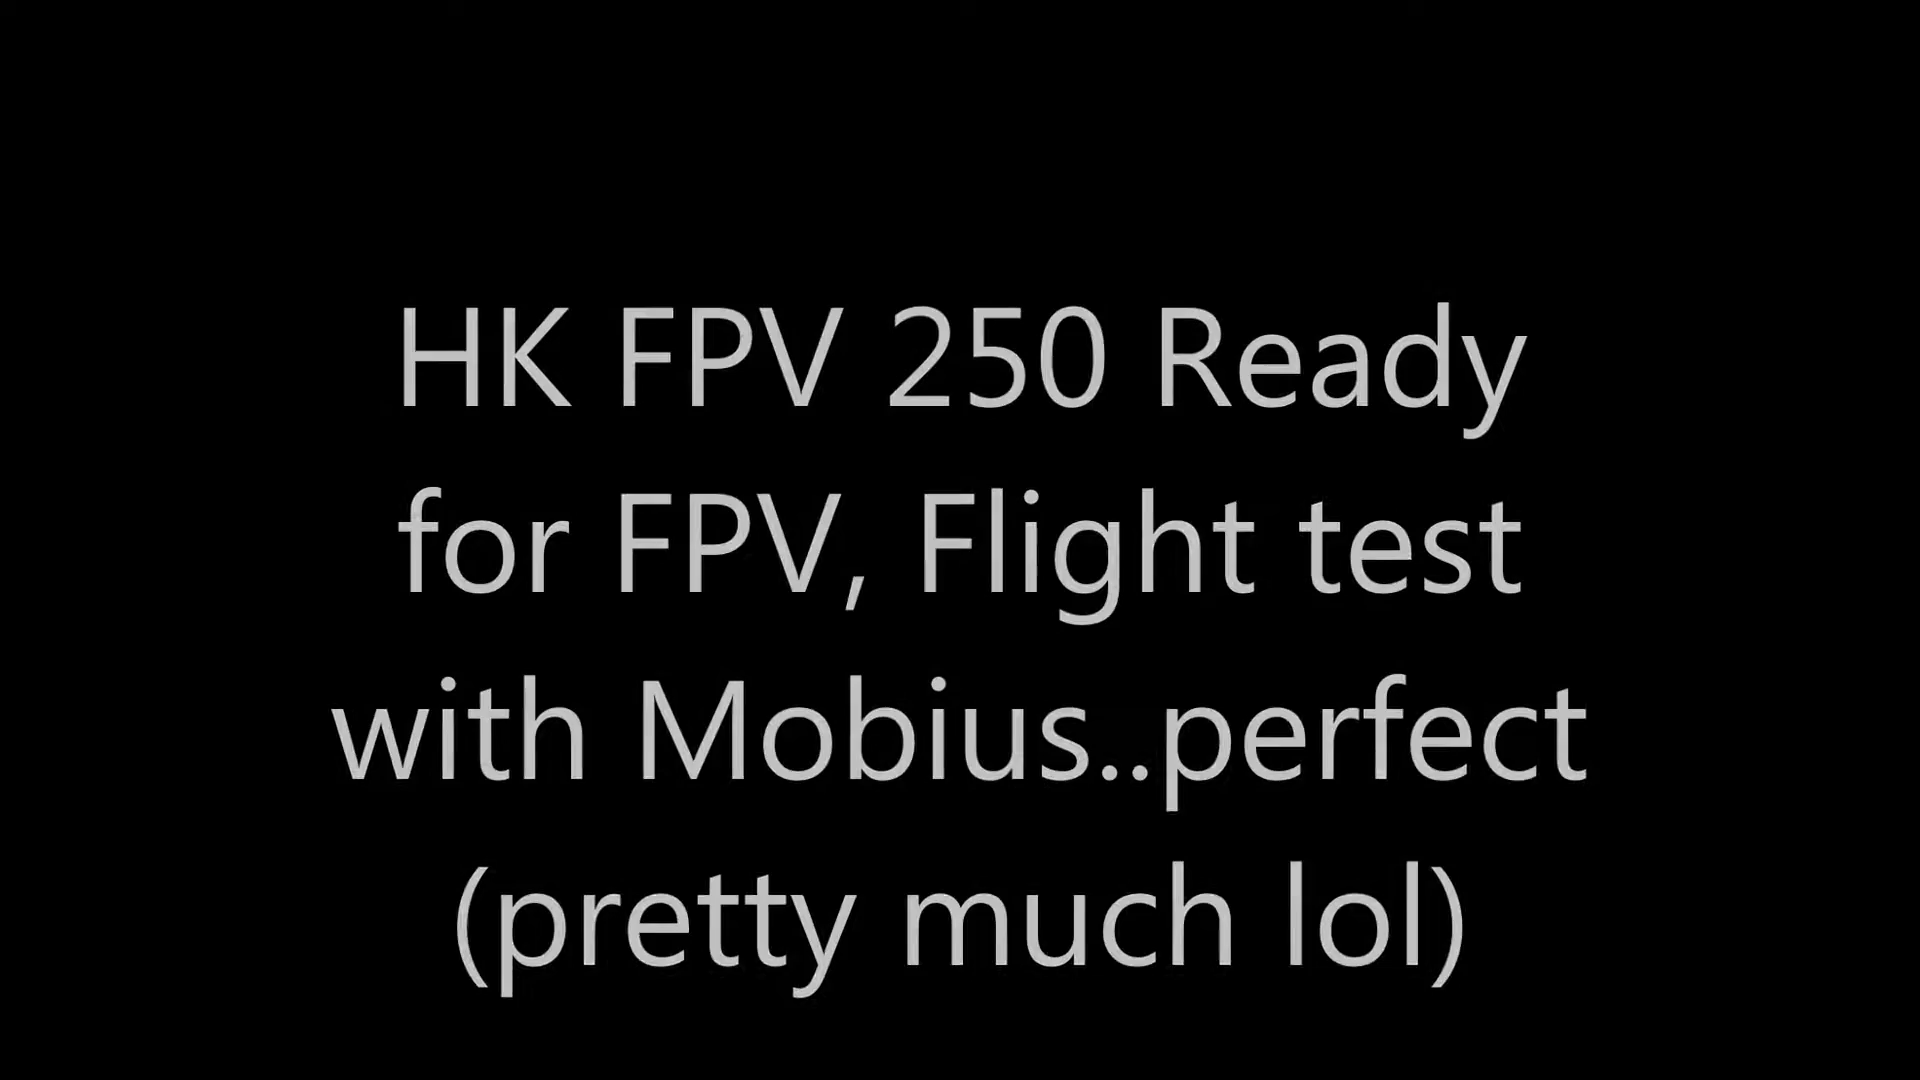 HK FPV 250 Ready
for FPV, Flight test
with Mobius..perfect
(pretty much lol)